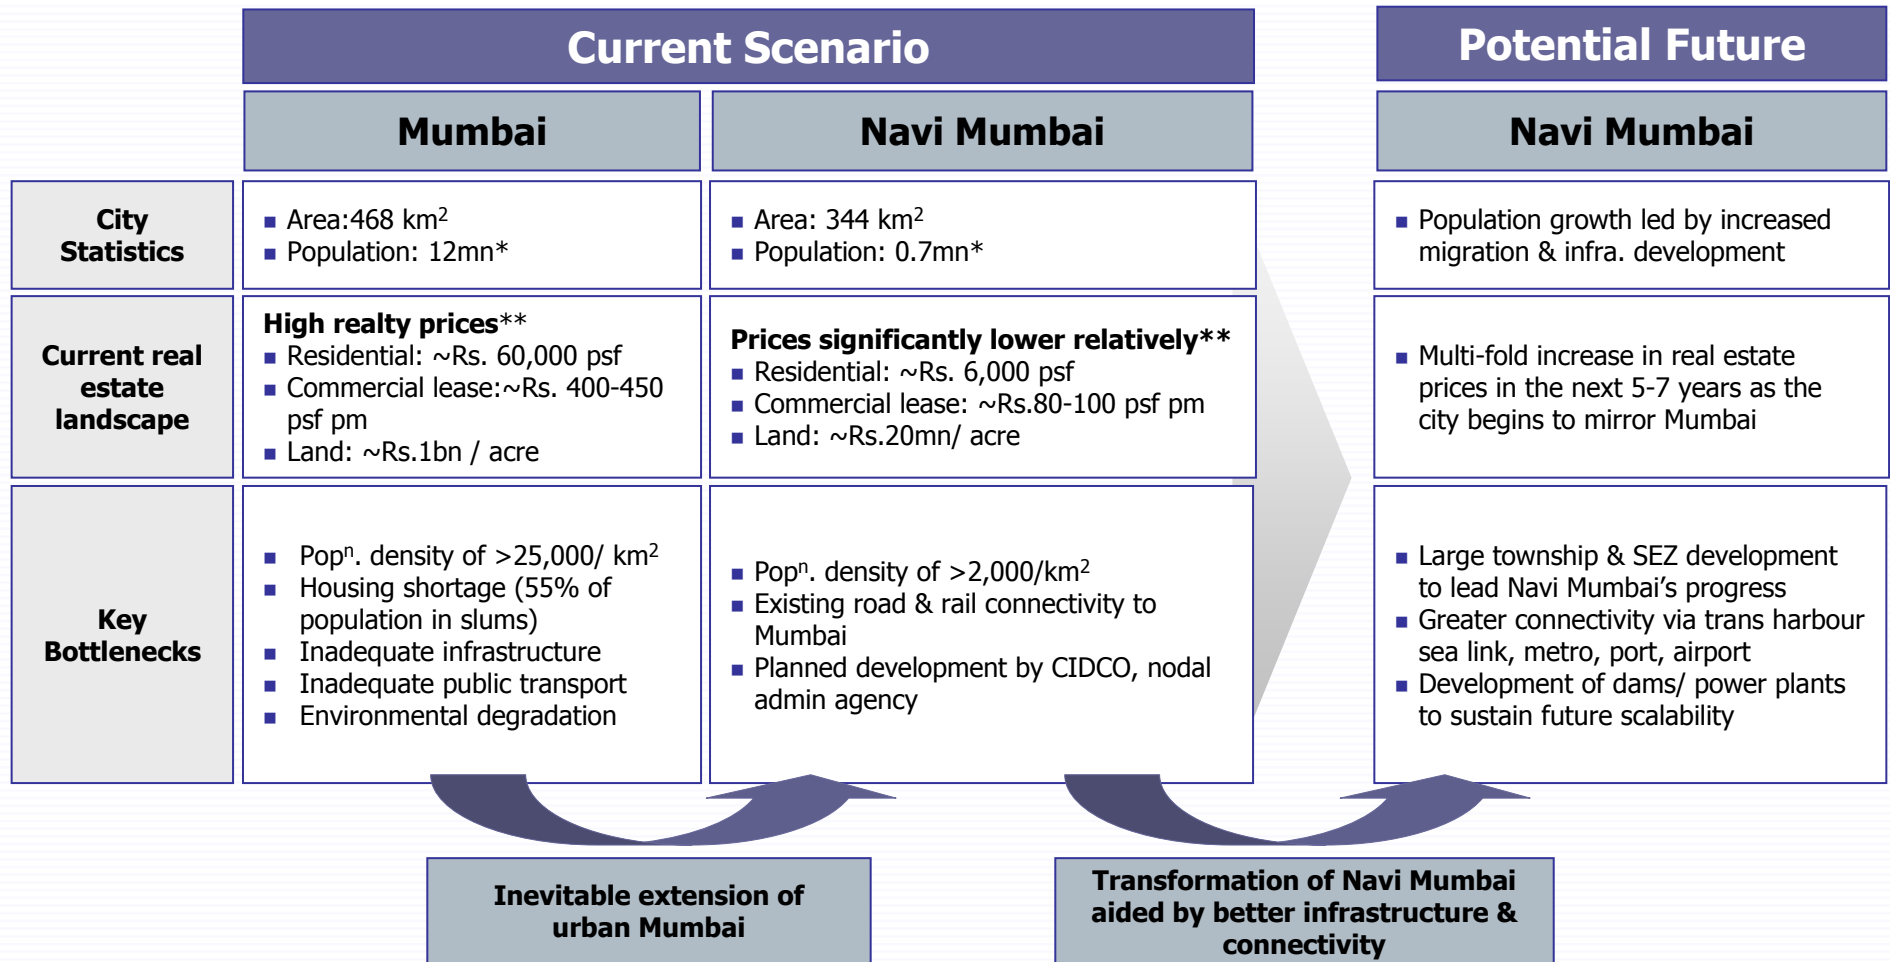 Current Scenario
Potential Future
Mumbai
Navi Mumbai
Navi Mumbai
City
Statistics
■ Area:468 km²
■ Population: 12mn*
■ Area: 344 km²
■ Population: 0.7mn*
■ Population growth led by increased
migration & infra. development
Current real
estate
landscape
High realty prices**
■ Residential: ~Rs. 60,000 psf
■ Commercial lease:~Rs. 400-450
psf pm
■ Land: ~Rs.1bn / acre
Prices significantly lower relatively**
■ Residential: ~Rs. 6,000 psf
■ Commercial lease: ~Rs.80-100 psf pm
■ Land: ~Rs.20mn/ acre
■ Multi-fold increase in real estate
prices in the next 5-7 years as the
city begins to mirror Mumbai
Key
Bottlenecks
■ Popⁿ. density of >25,000/ km²
■ Housing shortage (55% of
population in slums)
■ Inadequate infrastructure
■ Inadequate public transport
■ Environmental degradation
■ Popⁿ. density of >2,000/km²
■ Existing road & rail connectivity to
Mumbai
■ Planned development by CIDCO, nodal
admin agency
■ Large township & SEZ development
to lead Navi Mumbai’s progress
■ Greater connectivity via trans harbour
sea link, metro, port, airport
■ Development of dams/ power plants
to sustain future scalability
Inevitable extension of
urban Mumbai
Transformation of Navi Mumbai
aided by better infrastructure &
connectivity